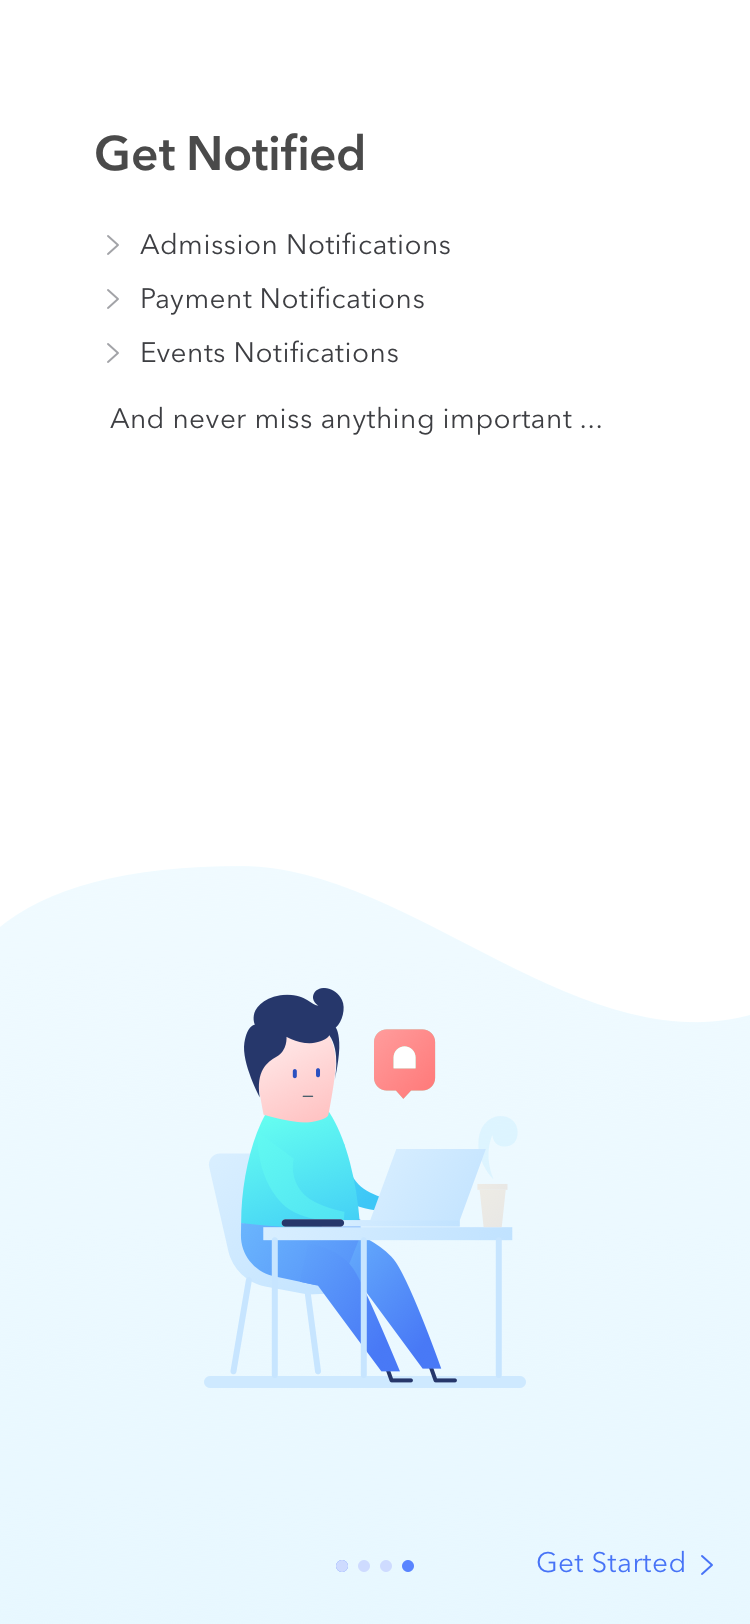 Get Notified
Admission Notifications
Payment Notifications
Events Notifications
And never miss anything important ...
Get Started